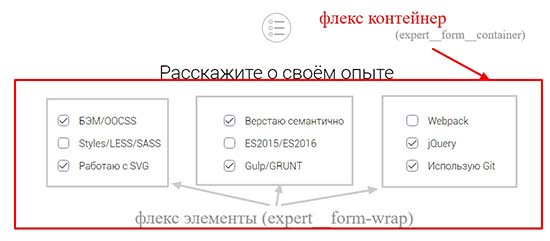 флекс контейнер
(expert__form__container)
Расскажите о своём опыте
БЭМ/OOCSS
Styles/LESS/SASS
Работаю с SVG
Верстаю семантично
ES2015/ES2016
Gulp/GRUNT
Webpack
jQuery
Использую Git
флекс элементы (expert__form-wrap)